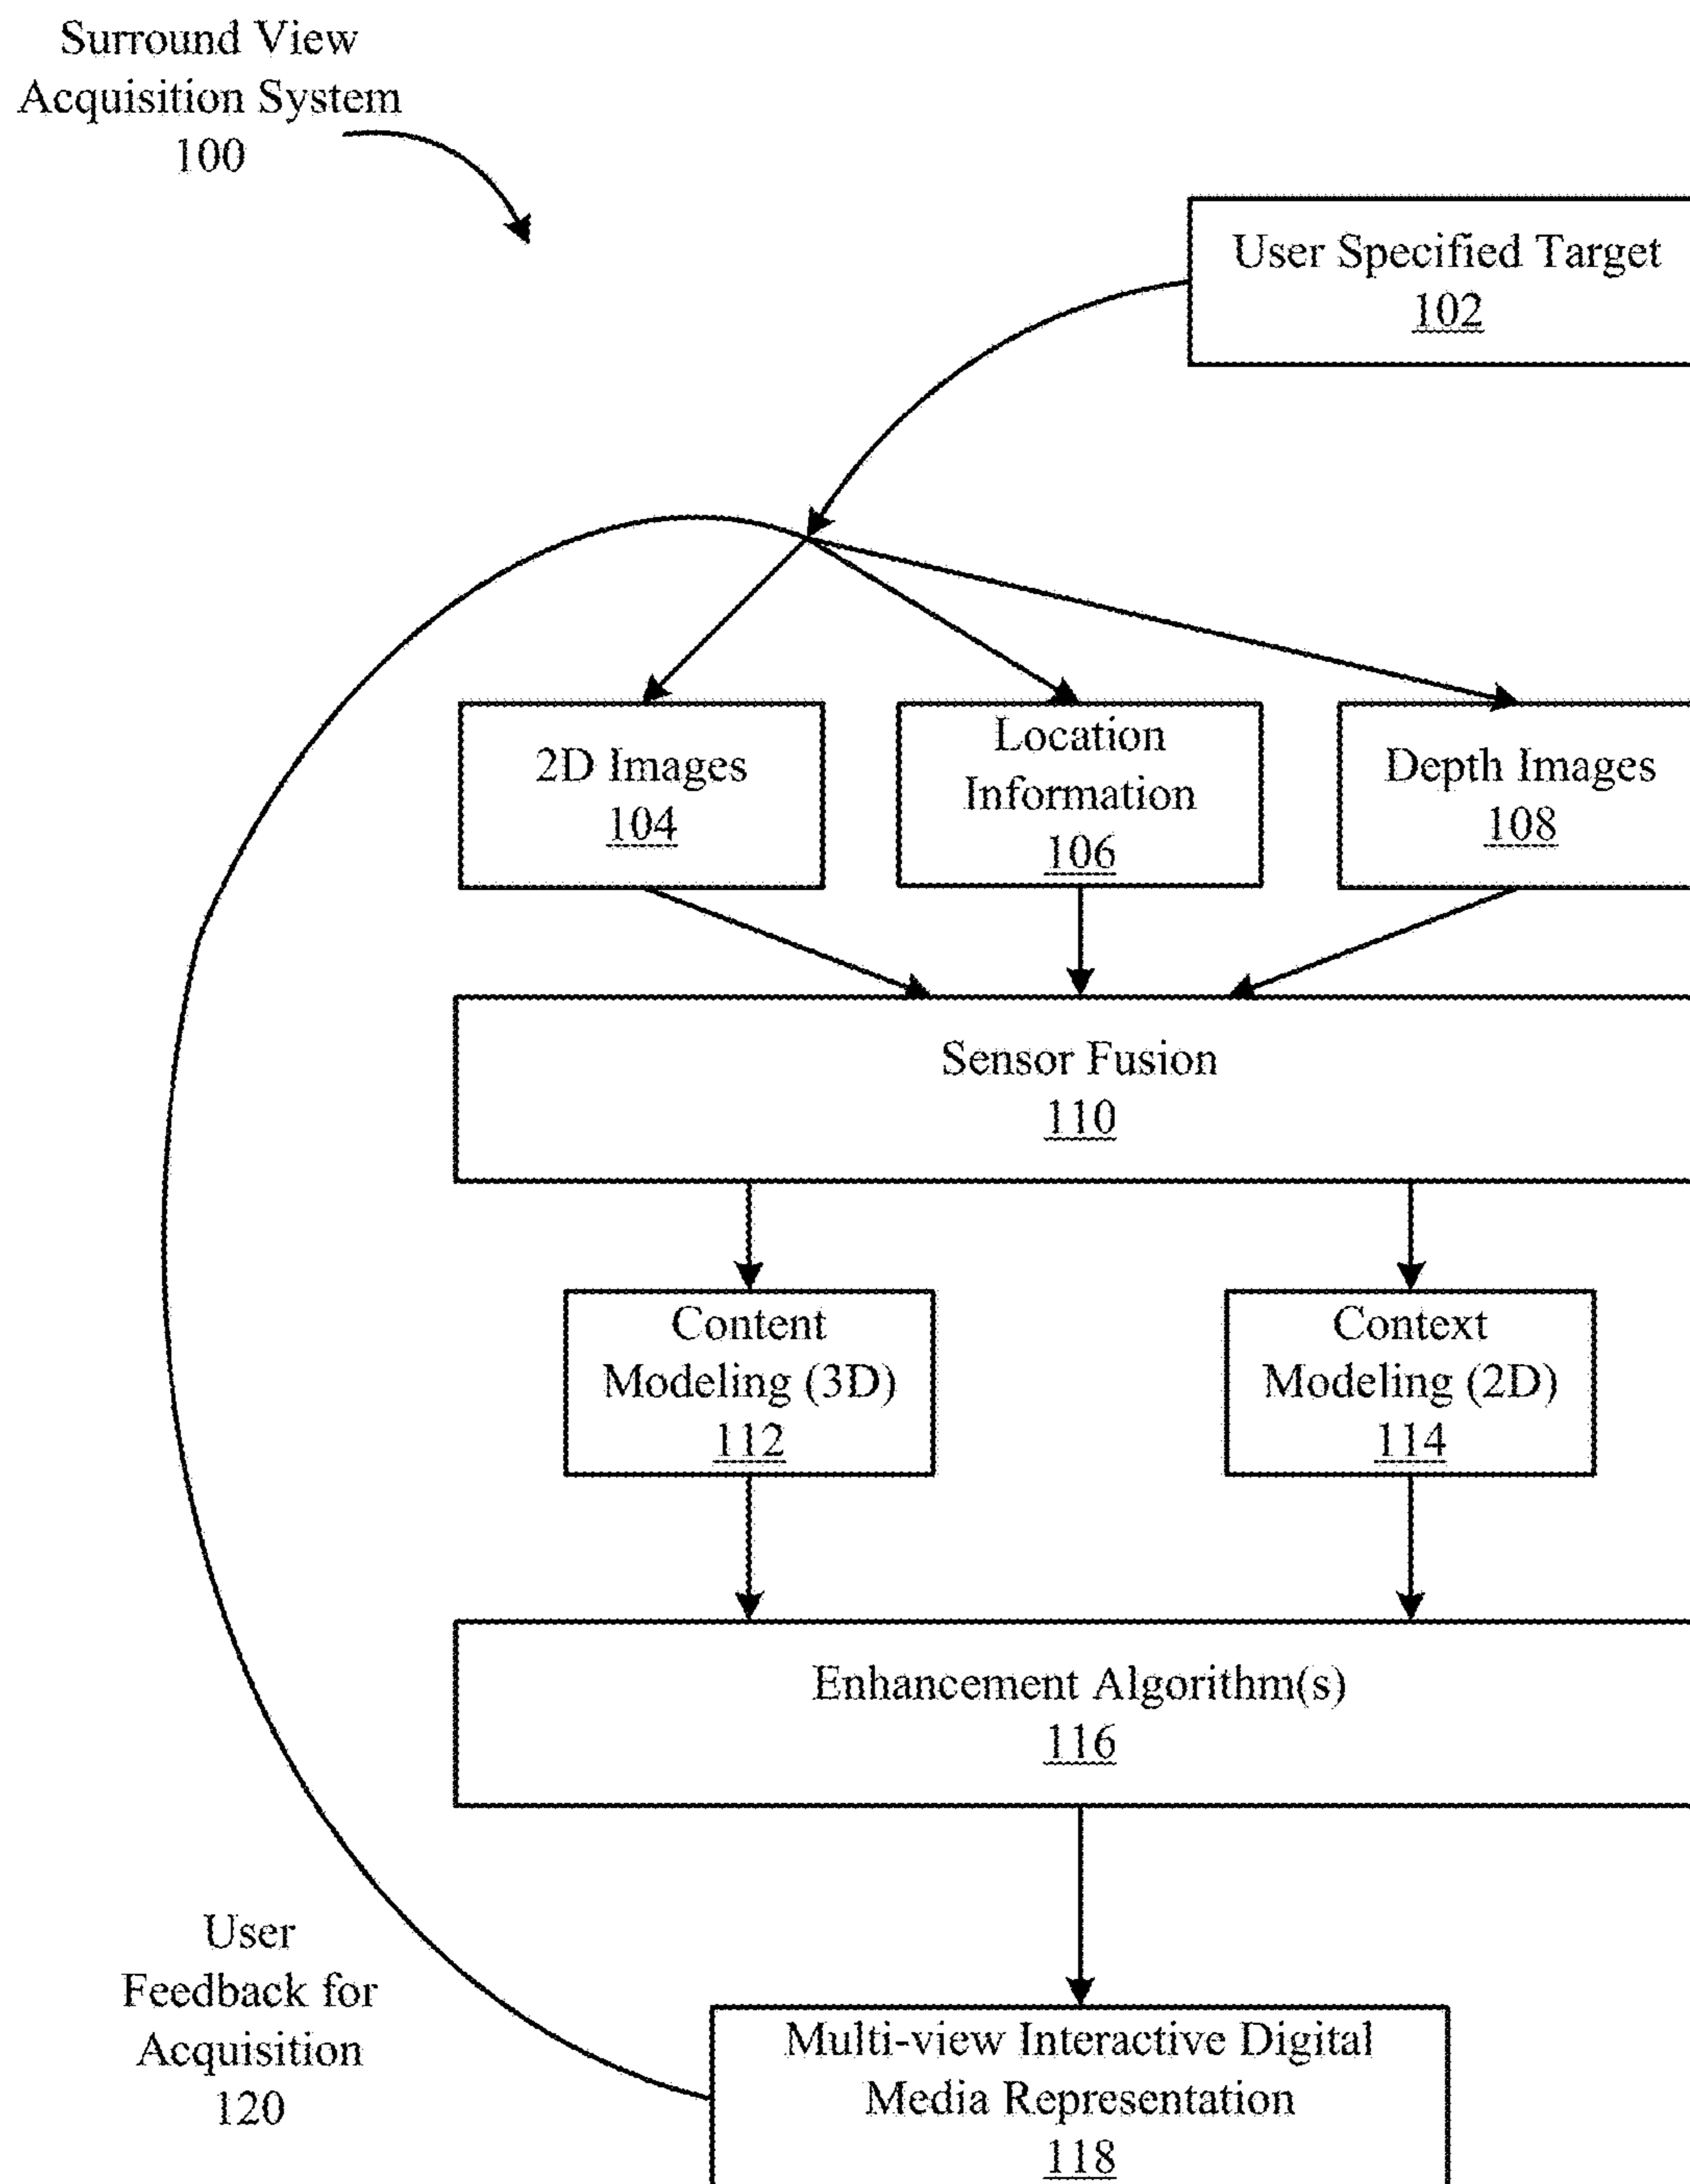 Surround View
Acquisition System
100
User Specified Target
102
2D Images
104
Location
Information
106
Depth Images
108
Sensor Fusion
110
Content
Modeling (3D)
112
Context
Modeling (2D)
114
Enhancement Algorithm(s)
116
User
Feedback for
Acquisition
120
Multi-view Interactive Digital
Media Representation
118